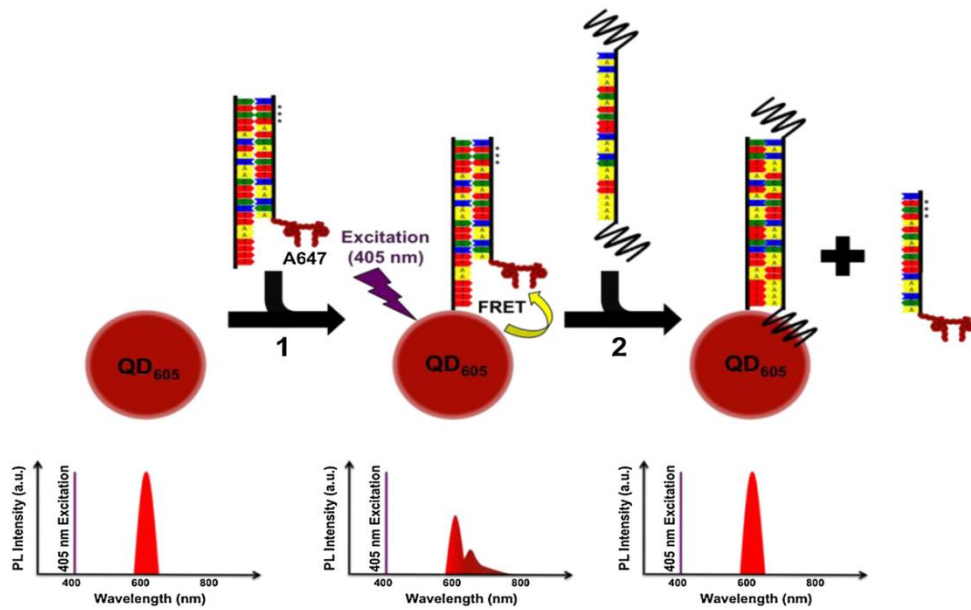 A647
Excitation
(405 nm)
FRET
1
2
QD605
QD605
QD605
PL Intensity (a.u.)
405 nm Excitation
400
600
800
Wavelength (nm)
PL Intensity (a.u.)
405 nm Excitation
400
600
800
Wavelength (nm)
PL Intensity (a.u.)
405 nm Excitation
400
600
800
Wavelength (nm)